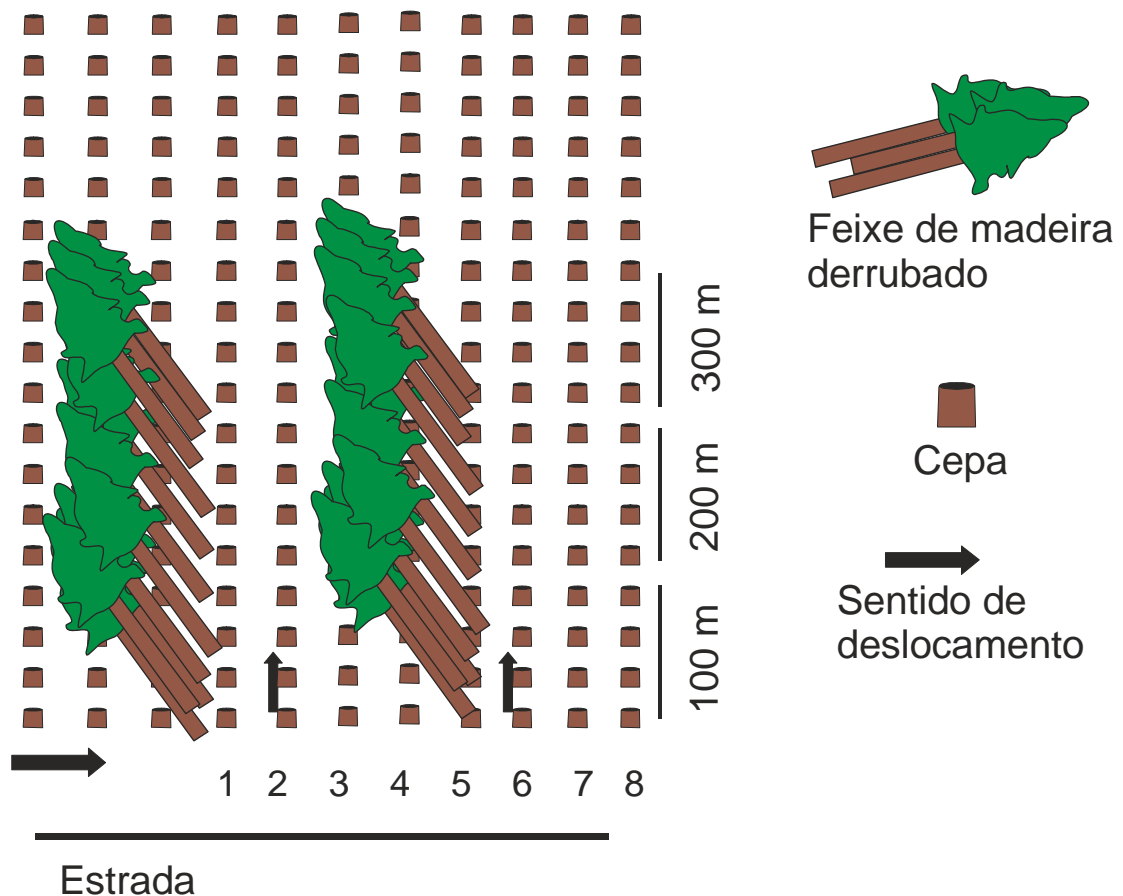 Feixe de madeira
derrubado
300 m
200 m
100 m
Cepa
Sentido de
deslocamento
1 2 3 4 5 6 7 8
Estrada